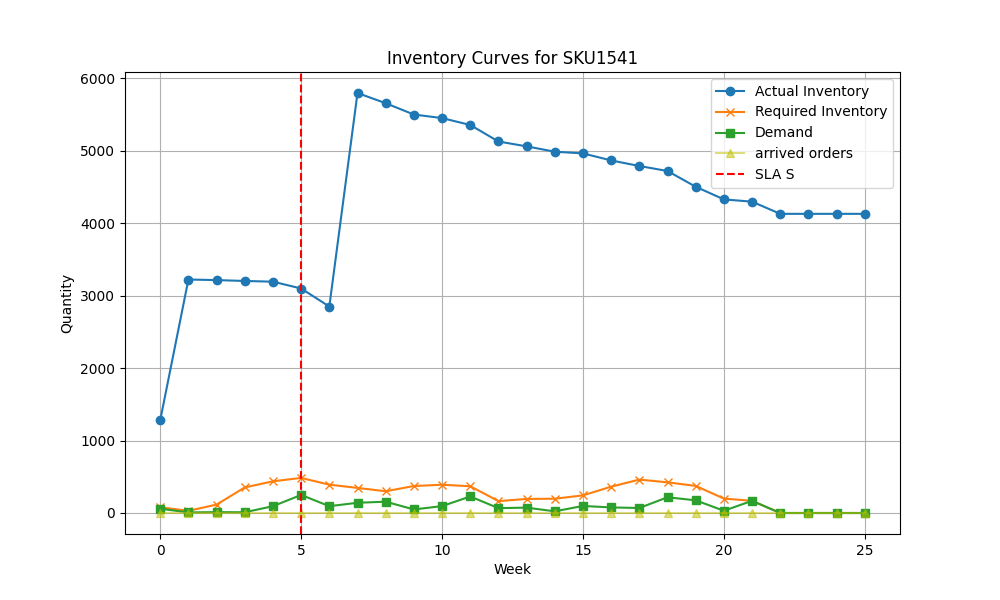 Inventory Curves for SKU1541
Actual Inventory
Required Inventory
Demand
arrived orders
SLA S
Quantity
6000
5000
4000
3000
2000
1000
0
0 5 10 15 20 25
Week